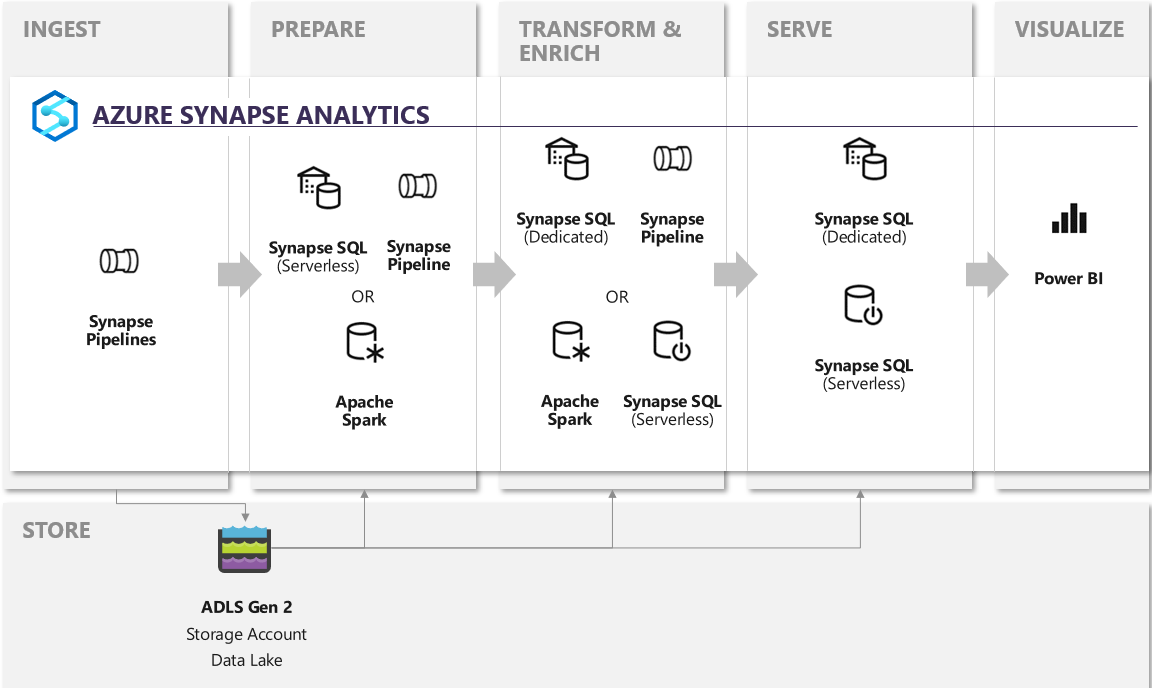 INGEST
PREPARE
TRANSFORM &
ENRICH
SERVE
VISUALIZE
AZURE SYNAPSE ANALYTICS
Synapse
Pipelines
Synapse SQL
(Serverless)
Synapse
Pipeline
OR
Apache
Spark
Synapse SQL
(Dedicated)
Synapse
Pipeline
OR
Apache
Spark
Synapse SQL
(Serverless)
Synapse SQL
(Dedicated)
Synapse SQL
(Serverless)
Power BI
STORE
ADLS Gen 2
Storage Account
Data Lake